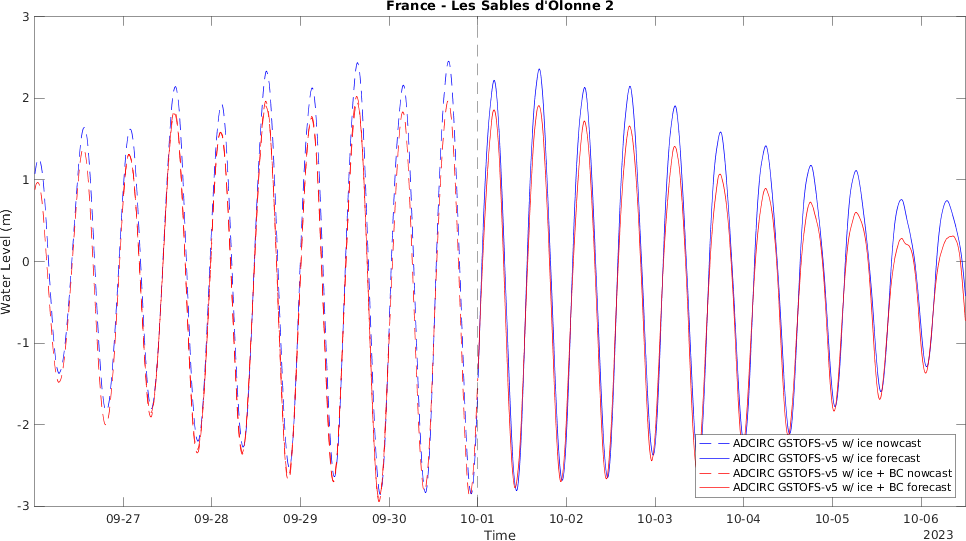 France - Les Sables d'Olonne 2
Water Level (m)
3
2
1
0
-1
-2
-3
09-27
09-28
09-29
09-30
10-01
10-02
10-03
10-04
10-05
10-06
Time
2023
ADCIRC GSTOFS-v5 w/ ice nowcast
ADCIRC GSTOFS-v5 w/ ice forecast
ADCIRC GSTOFS-v5 w/ ice + BC nowcast
ADCIRC GSTOFS-v5 w/ ice + BC forecast